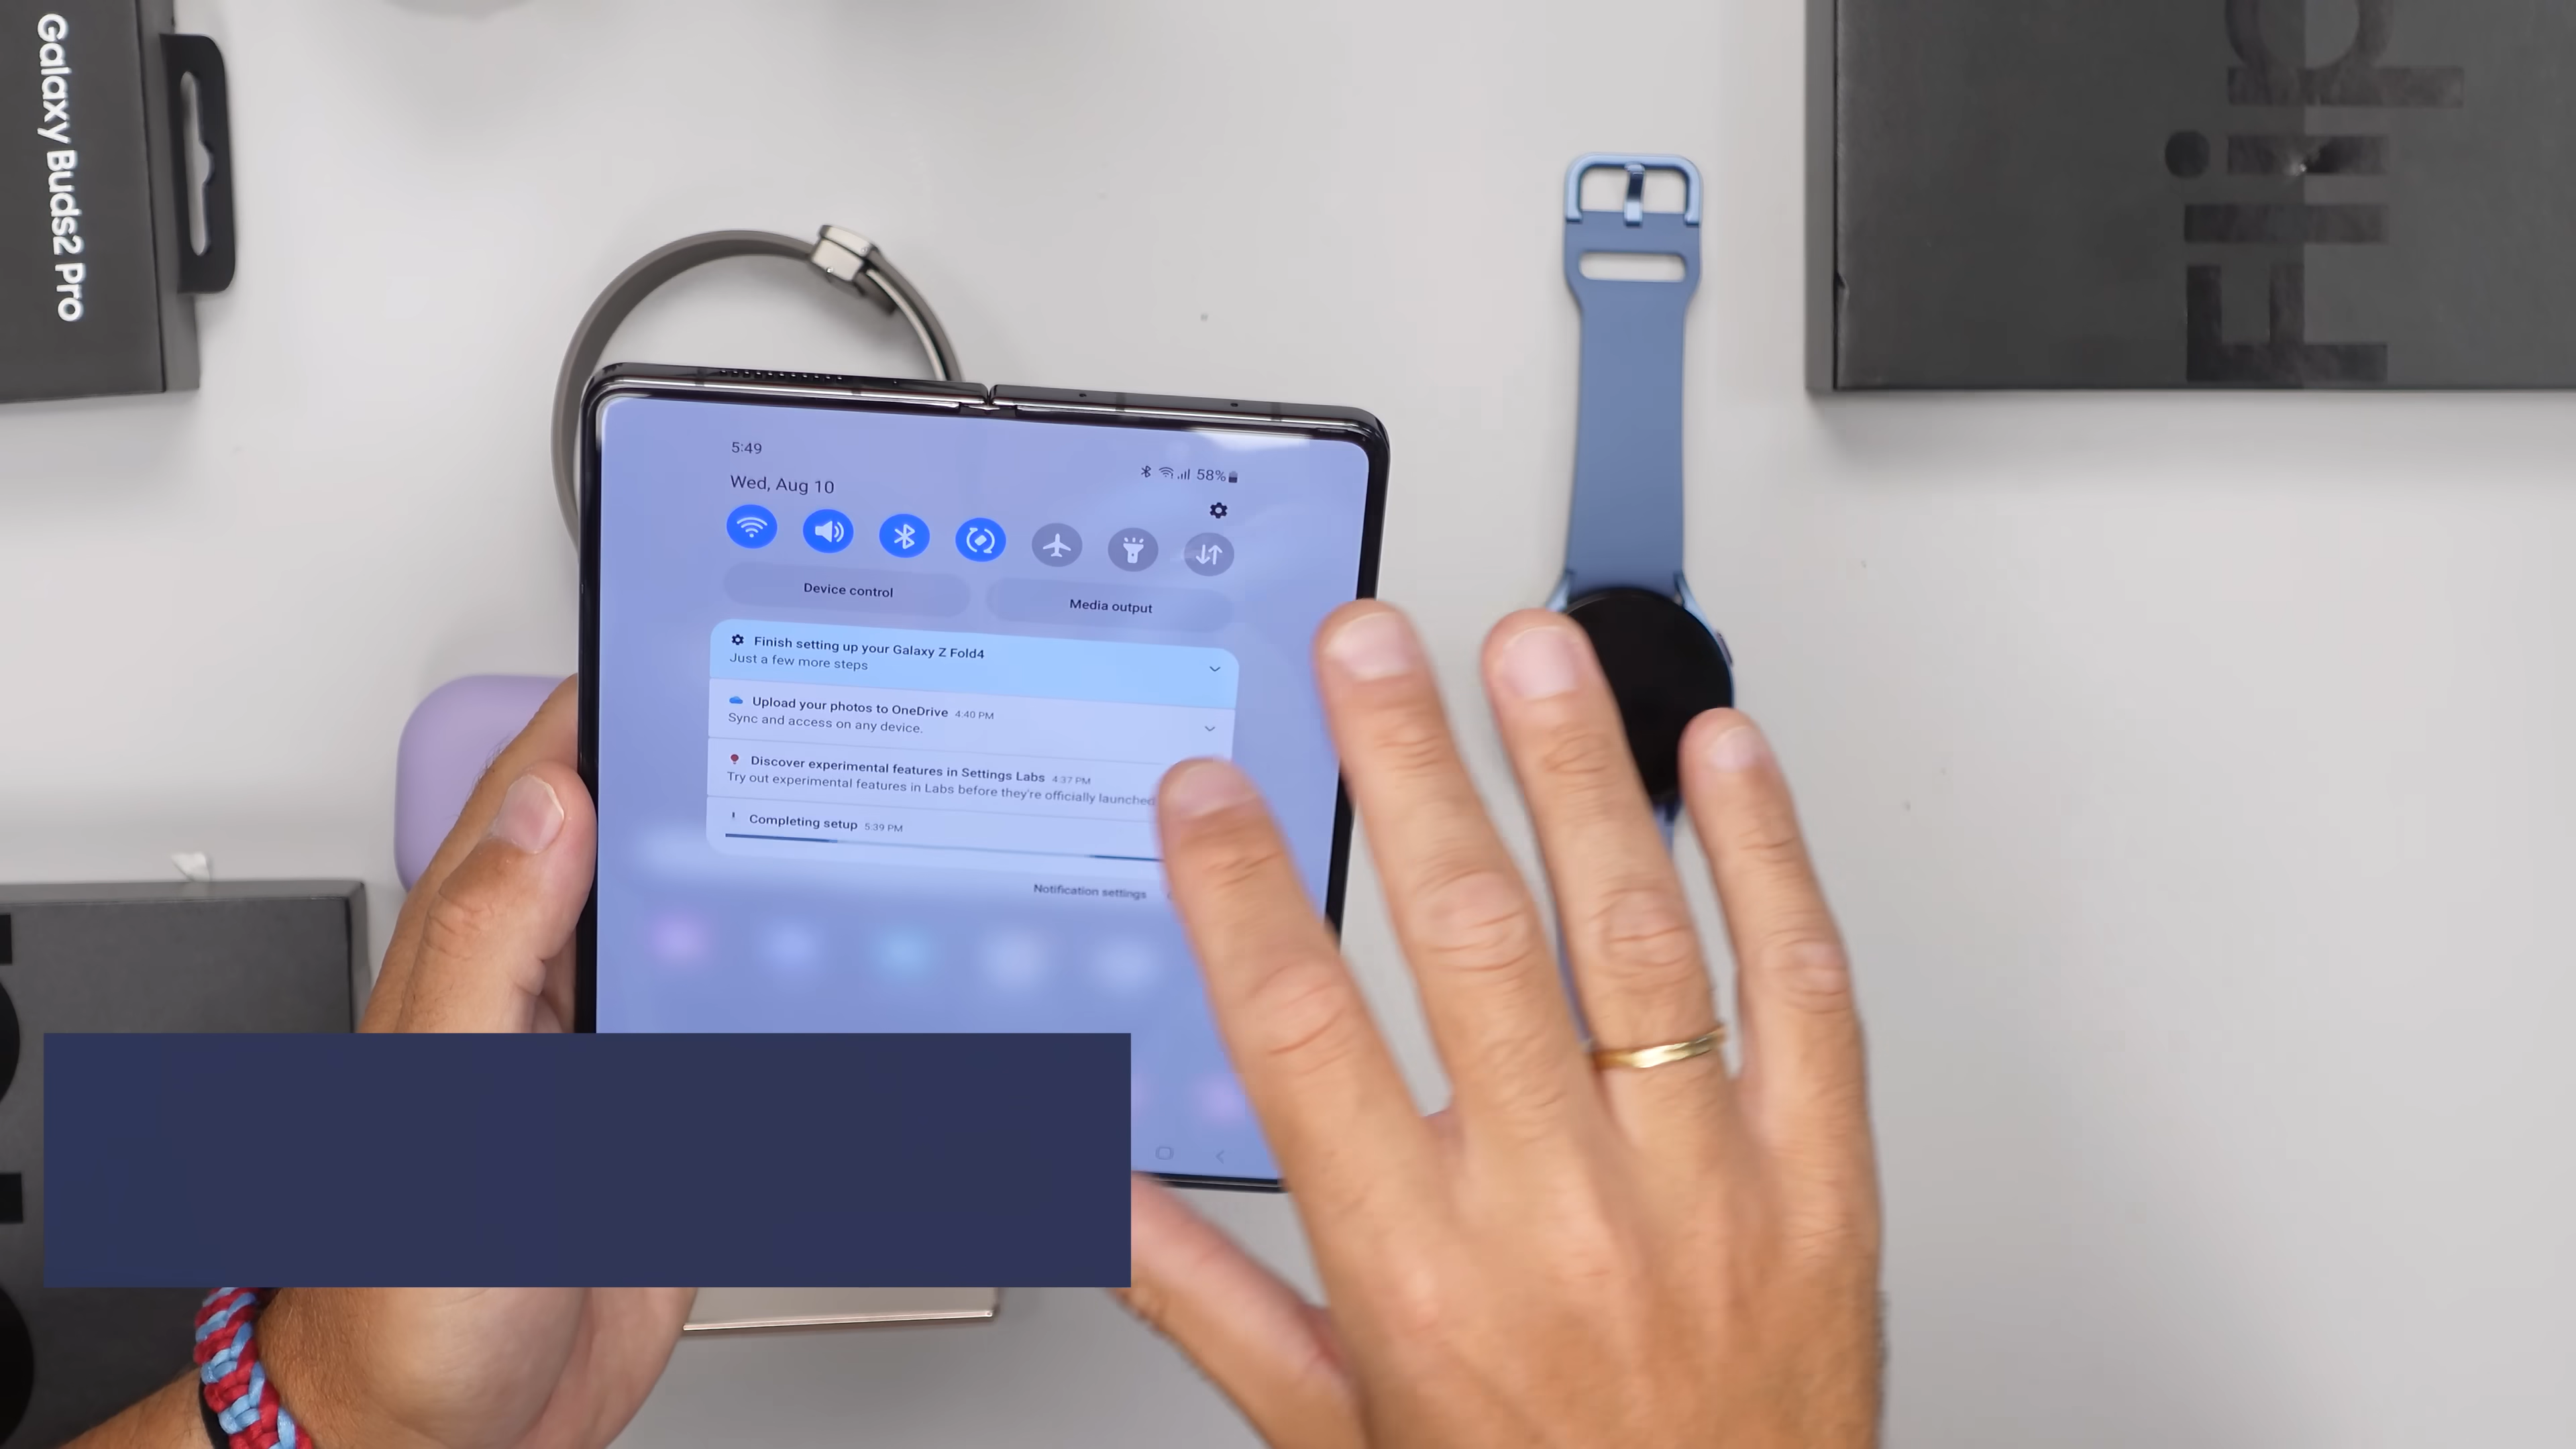 Galaxy Buds2 Pro
Flip
5:49
58%
Wed, Aug 10
Device control
Media output
Finish setting up your Galaxy Z Fold4
Just a few more steps
Upload your photos to OneDrive 4:40 PM
Sync and access on any device.
Discover experimental features in Settings Labs 4:37 PM
Try out experimental features in Labs before they're officially launched
Completing setup 5:39 PM
Notification settings